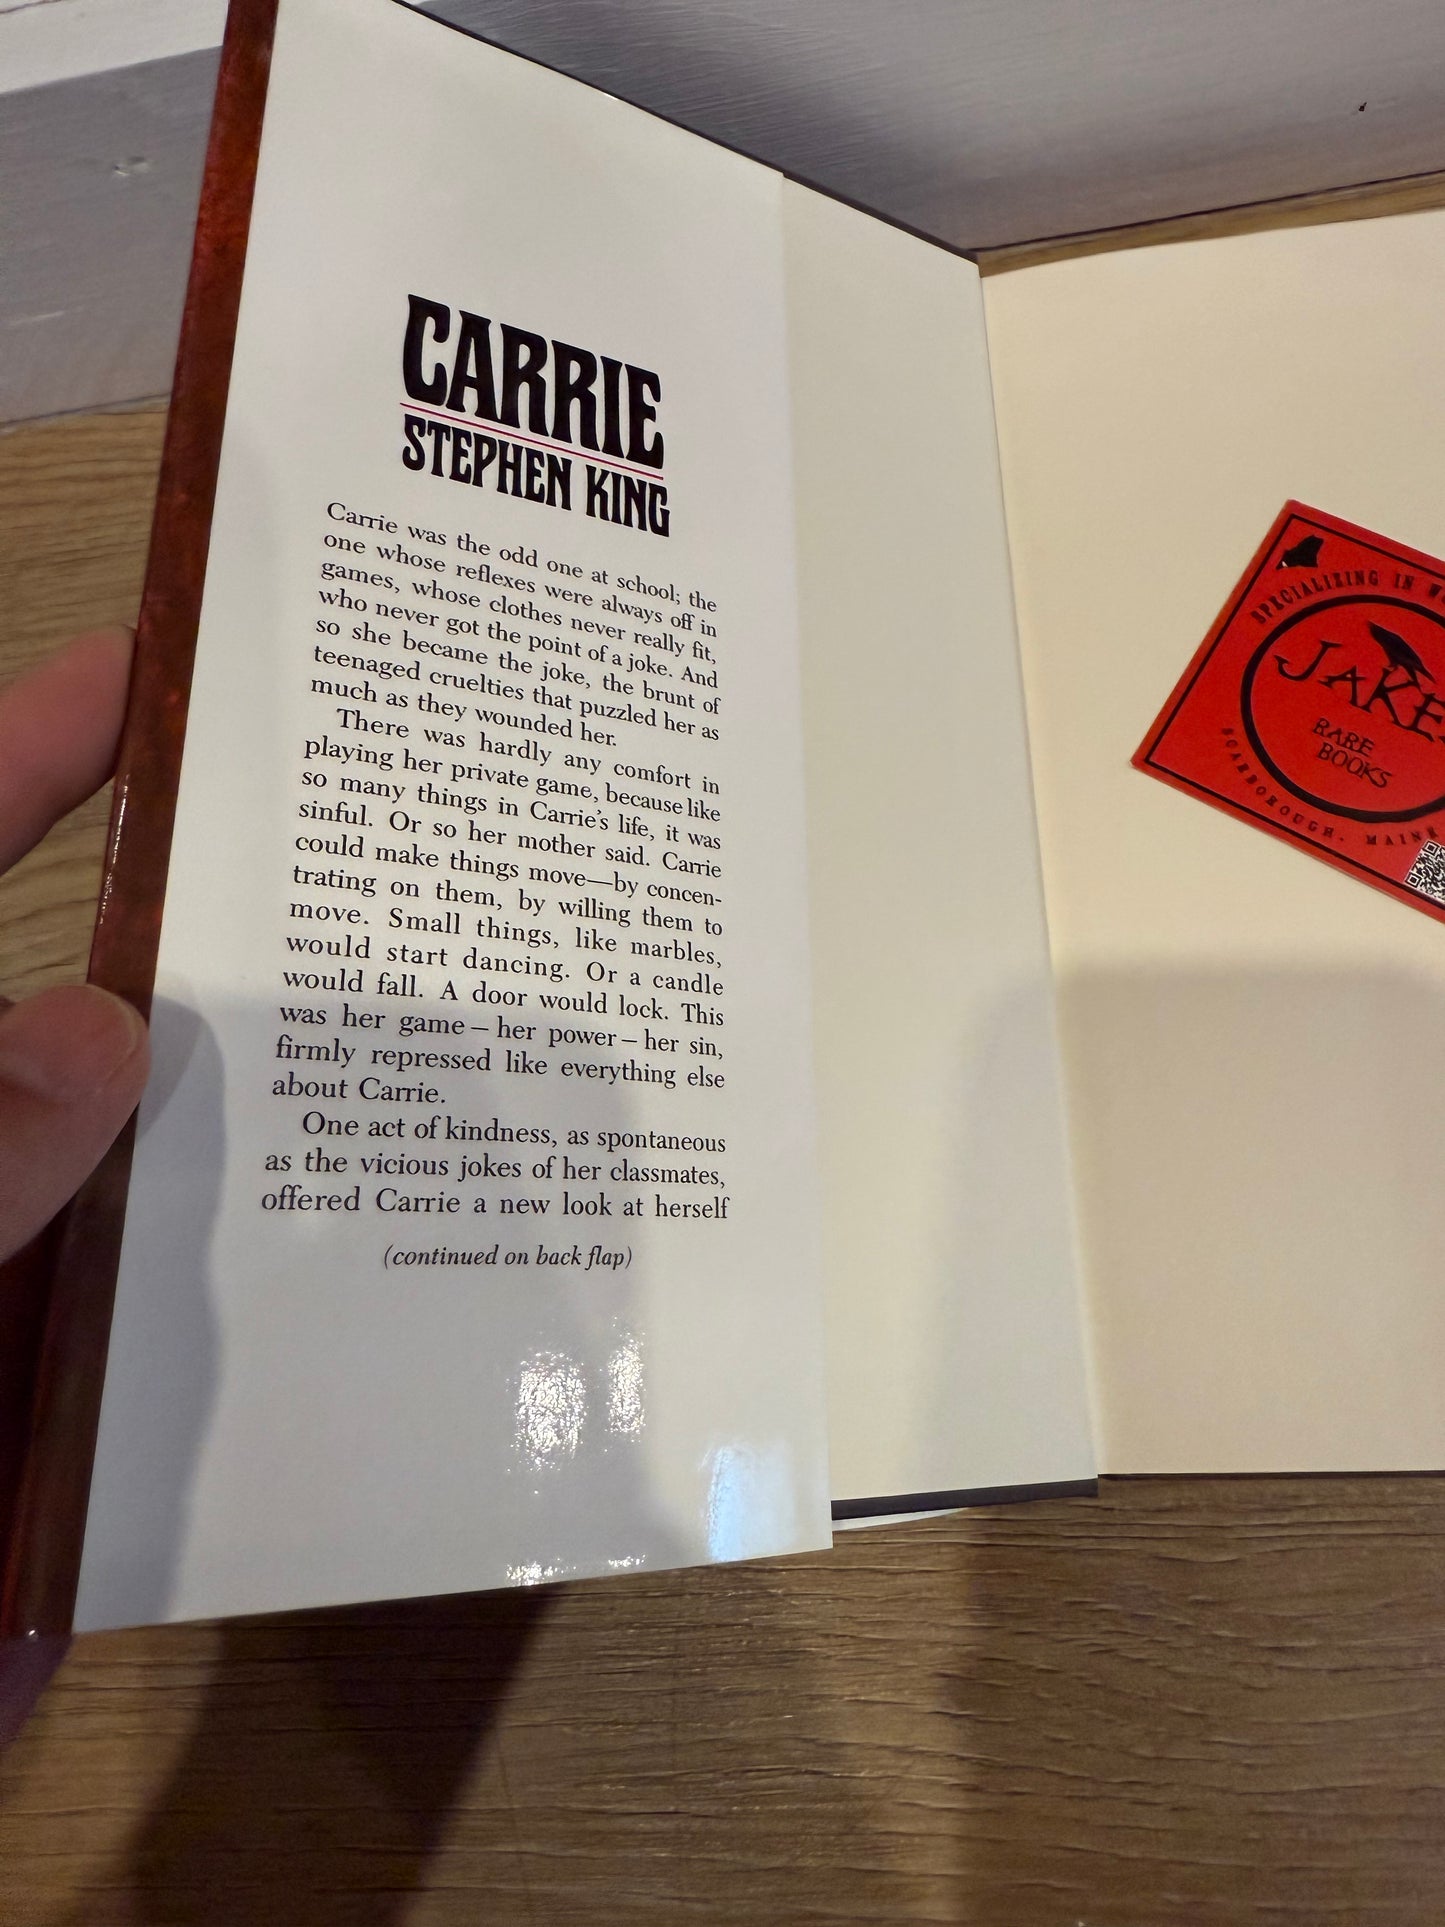 CARRIE
STEPHEN KING
Carrie was the odd one at school; the
one whose reflexes were always off in
games, whose clothes never really fit,
who never got the point of a joke. And
so she became the joke, the brunt of
teenaged cruelties that puzzled her as
much as they wounded her.
There was hardly any comfort in
playing her private game, because like
so many things in Carrie's life, it was
sinful. Or so her mother said. Carrie
could make things move—by concen-
trating on them, by willing them to
move. Small things, like marbles,
would start dancing. Or a candle
would fall. A door would lock. This
was her game – her power – her sin,
firmly repressed like everything else
about Carrie.
One act of kindness, as spontaneous
as the vicious jokes of her classmates,
offered Carrie a new look at herself
(continued on back flap)
SPECIALIZING IN
JAKE
RARE
BOOKS
SCARBOROUGH, MAINE